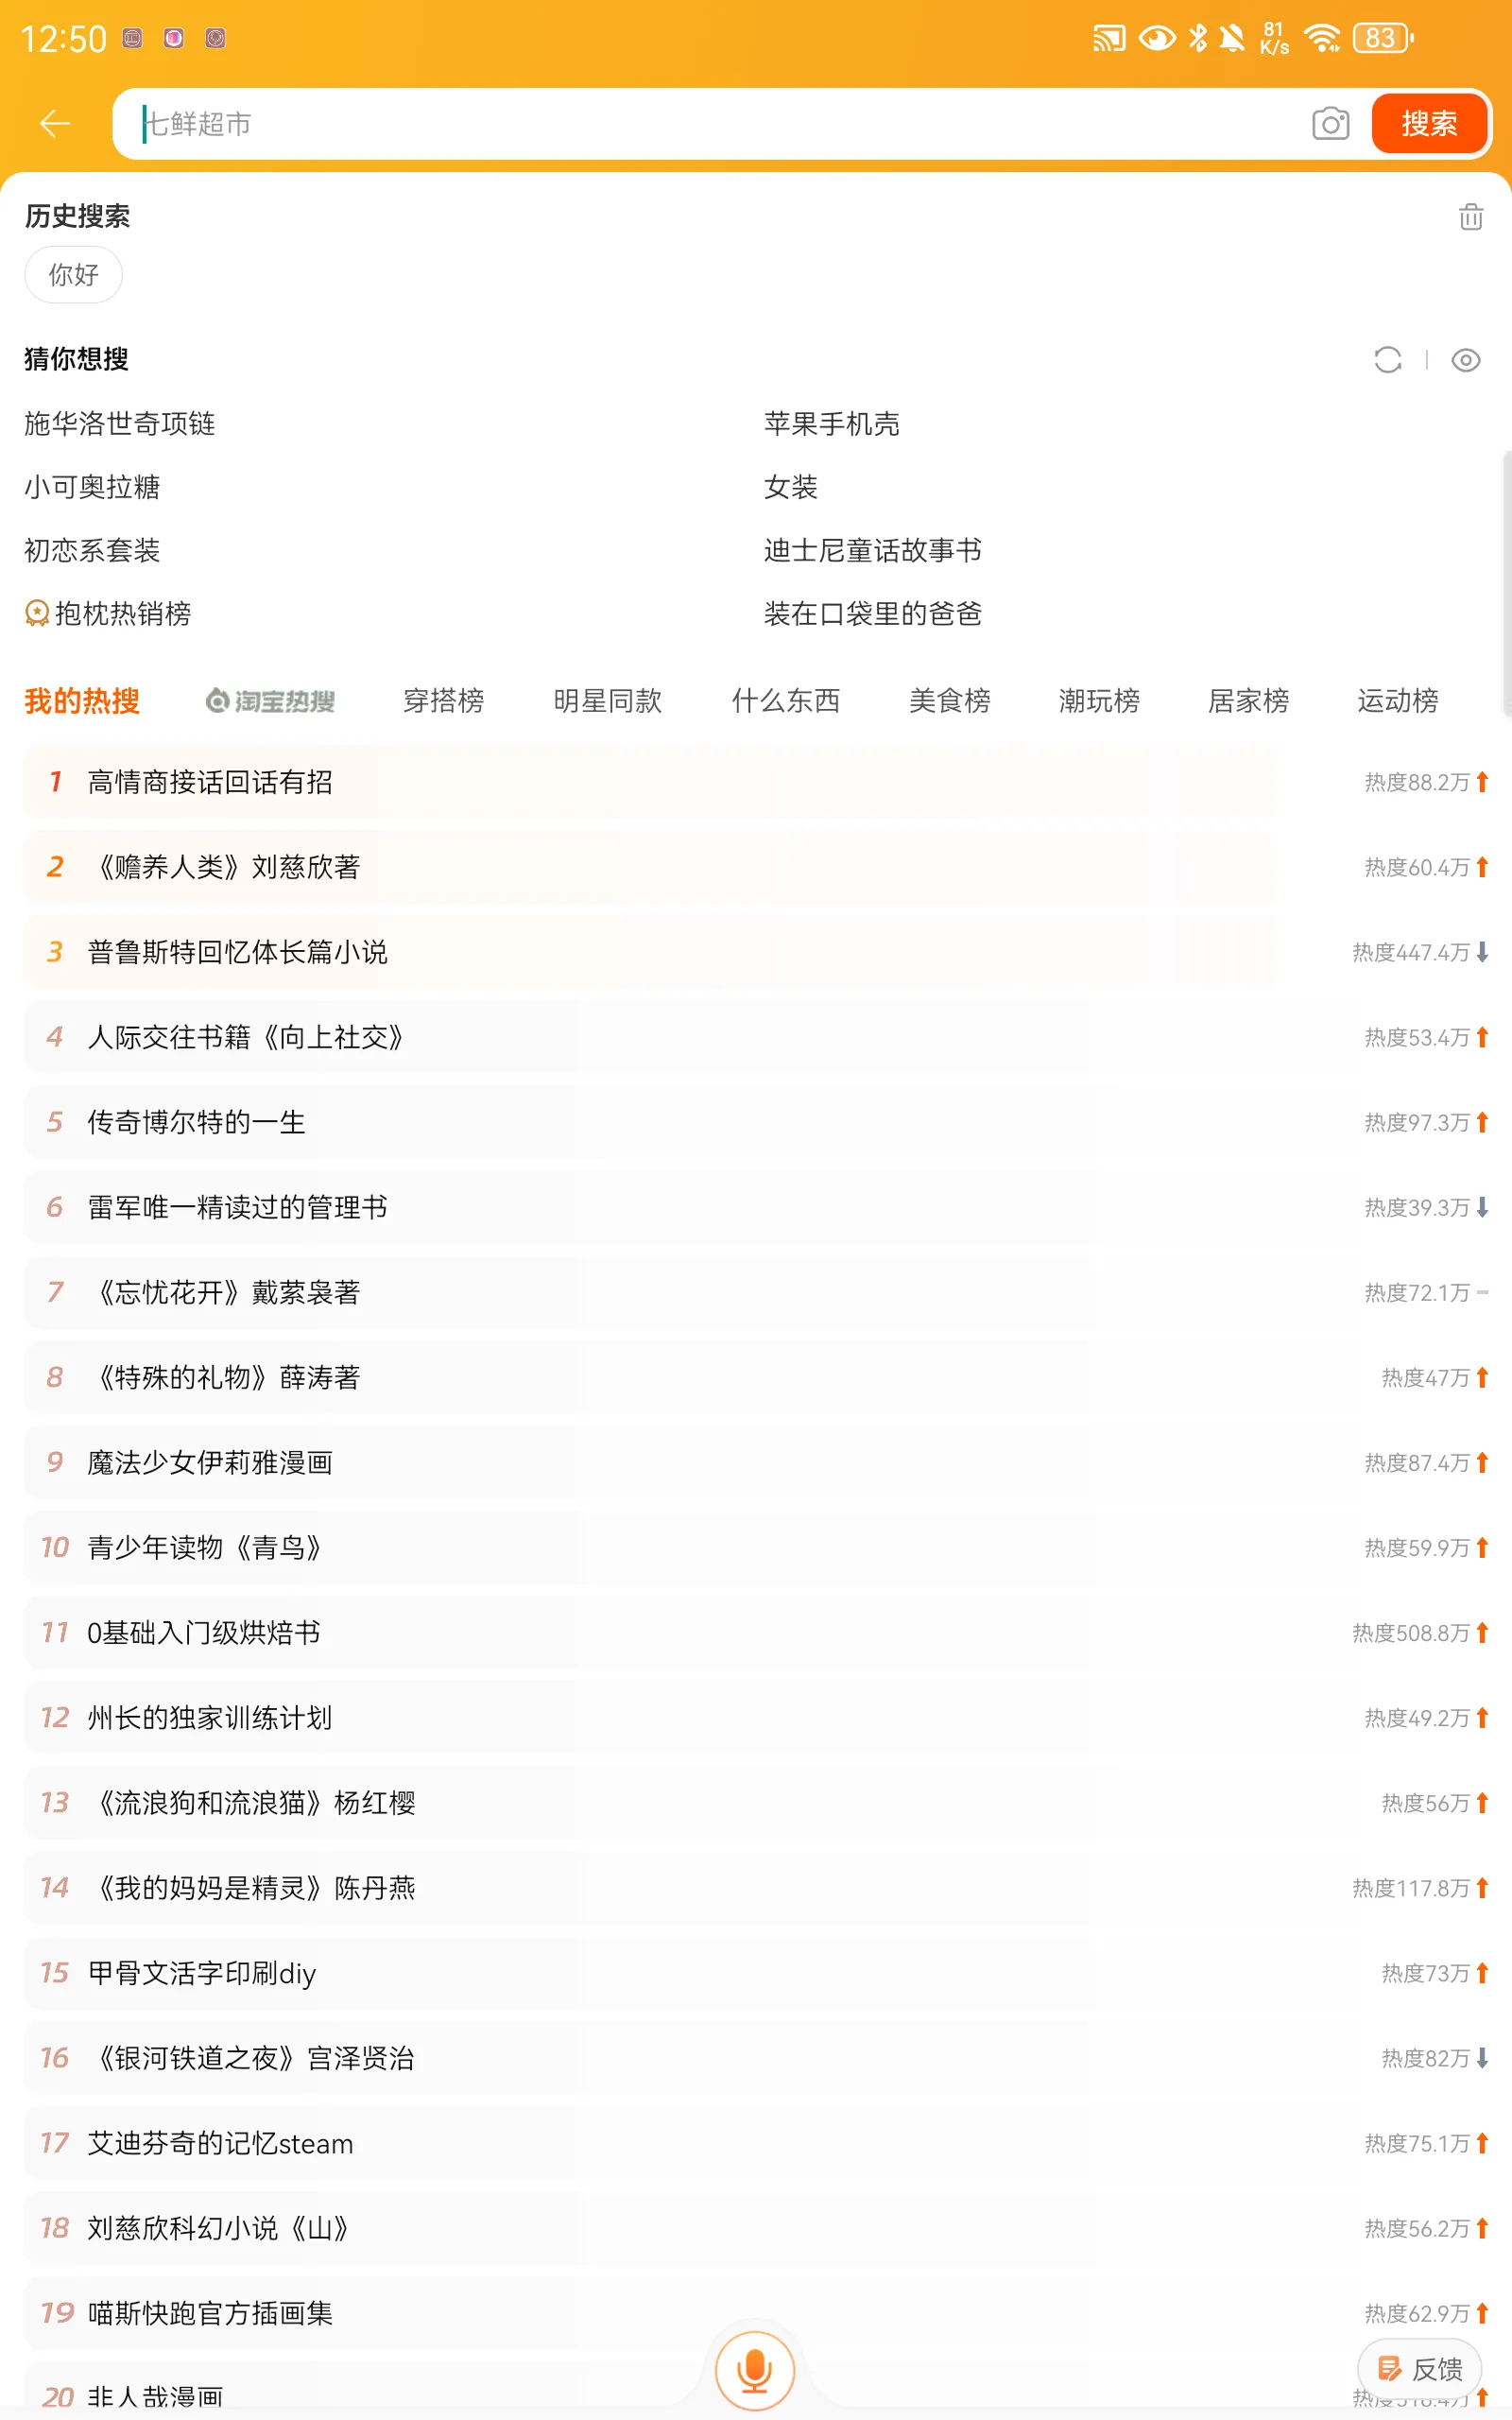 12:50
81
K/s
83
七鲜超市
搜索
历史搜索
你好
猜你想搜
施华洛世奇项链
苹果手机壳
小可奥拉糖
女装
初恋系套装
迪士尼童话故事书
抱枕热销榜
装在口袋里的爸爸
我的热搜 淘宝热搜 穿搭榜 明星同款 什么东西 美食榜 潮玩榜 居家榜 运动榜
1 高情商接话回话有招 热度88.2万
2 《赡养人类》刘慈欣著 热度60.4万
3 普鲁斯特回忆体长篇小说 热度447.4万
4 人际交往书籍《向上社交》 热度53.4万
5 传奇博尔特的一生 热度97.3万
6 雷军唯一精读过的管理书 热度39.3万
7 《忘忧花开》戴萦袅著 热度72.1万
8 《特殊的礼物》薛涛著 热度47万
9 魔法少女伊莉雅漫画 热度87.4万
10 青少年读物《青鸟》 热度59.9万
11 0基础入门级烘焙书 热度508.8万
12 州长的独家训练计划 热度49.2万
13 《流浪狗和流浪猫》杨红樱 热度56万
14 《我的妈妈是精灵》陈丹燕 热度117.8万
15 甲骨文活字印刷diy 热度73万
16 《银河铁道之夜》宫泽贤治 热度82万
17 艾迪芬奇的记忆steam 热度75.1万
18 刘慈欣科幻小说《山》 热度56.2万
19 喵斯快跑官方插画集 热度62.9万
反馈
20 非人哉漫画